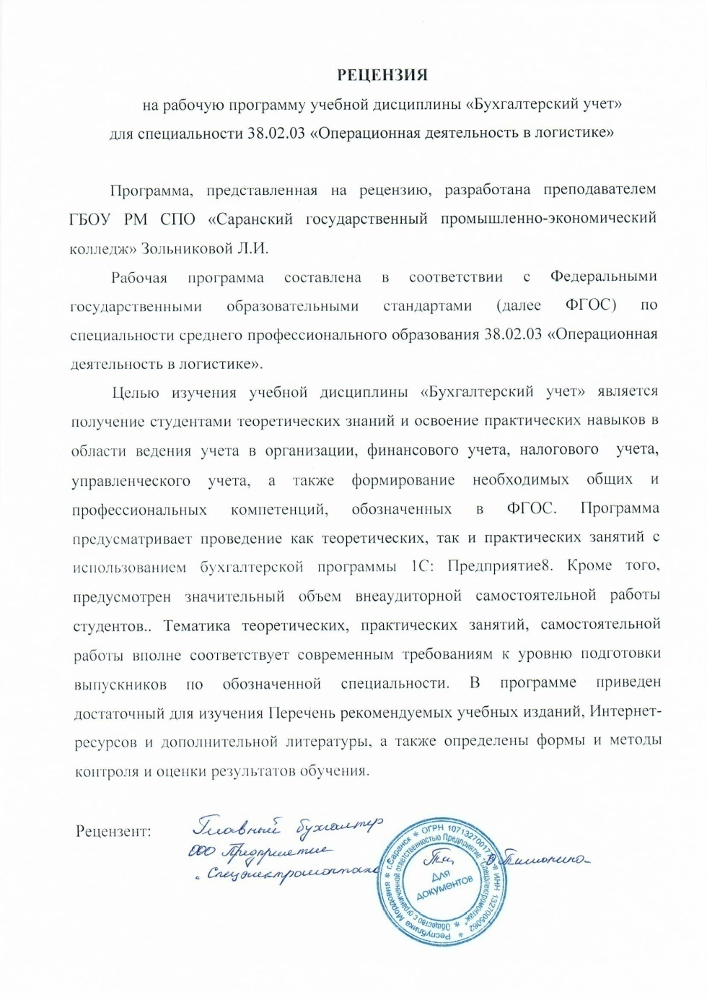 РЕЦЕНЗИЯ
на рабочую программу учебной дисциплины «Бухгалтерский учет»
для специальности 38.02.03 «Операционная деятельность в логистике»
Программа, представленная на рецензию, разработана преподавателем
ГБОУ РМ СПО «Саранский государственный промышленно-экономический
колледж» Зольниковой Л.И.
Рабочая программа составлена в соответствии с Федеральными
государственными образовательными стандартами (далее ФГОС) по
специальности среднего профессионального образования 38.02.03 «Операционная
деятельность в логистике».
Целью изучения учебной дисциплины «Бухгалтерский учет» является
получение студентами теоретических знаний и освоение практических навыков в
области ведения учета в организации, финансового учета, налогового учета,
управленческого учета, а также формирование необходимых общих и
профессиональных компетенций, обозначенных в ФГОС. Программа
предусматривает проведение как теоретических, так и практических занятий с
использованием бухгалтерской программы 1С: Предприятие8. Кроме того,
предусмотрен значительный объем внеаудиторной самостоятельной работы
студентов.. Тематика теоретических, практических занятий, самостоятельной
работы вполне соответствует современным требованиям к уровню подготовки
выпускников по обозначенной специальности. В программе приведен
достаточный для изучения Перечень рекомендуемых учебных изданий, Интернет-
ресурсов и дополнительной литературы, а также определены формы и методы
контроля и оценки результатов обучения.
Рецензент: Главный бухгалтер
ООО Предприятие
„Спецэлектромонтаж
Республика Мордовия * г.Саранск * ОГРН * ИНН 1327005062 *
Общество с ограниченной ответственностью Предприятие "Спецэлектромонтаж" *
Для
документов